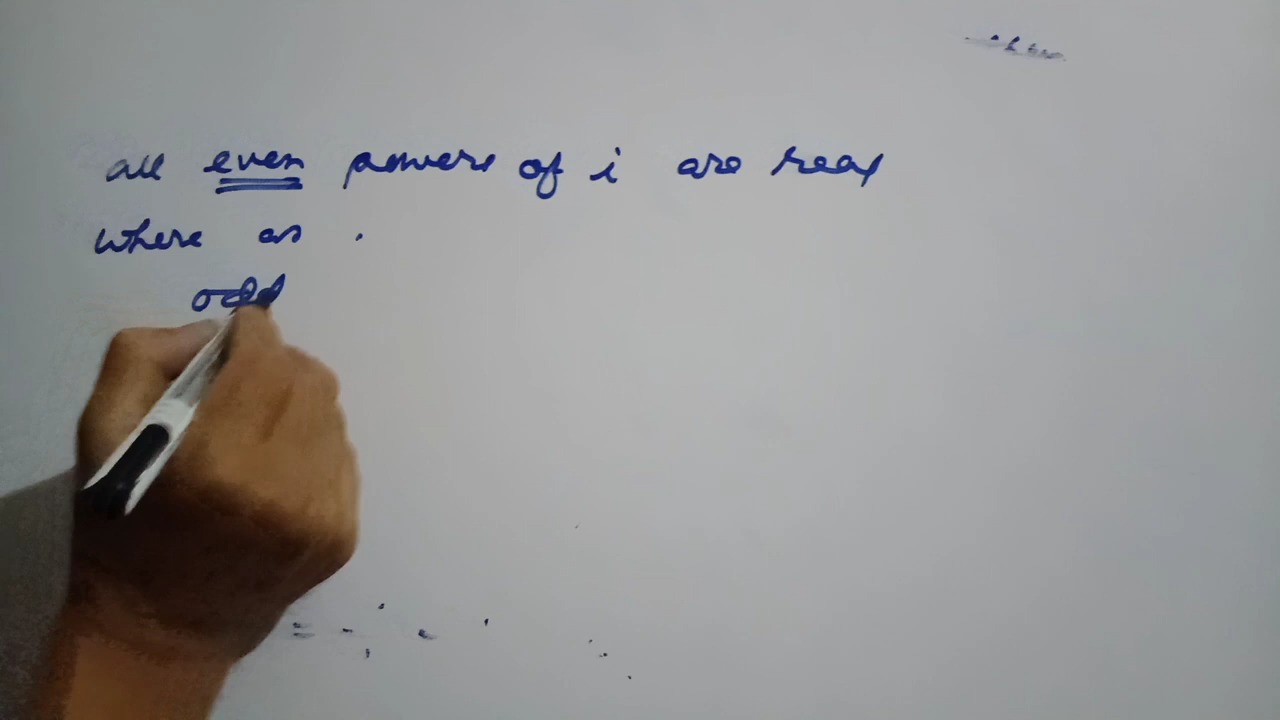 all even powers of i are real
where as .
odd